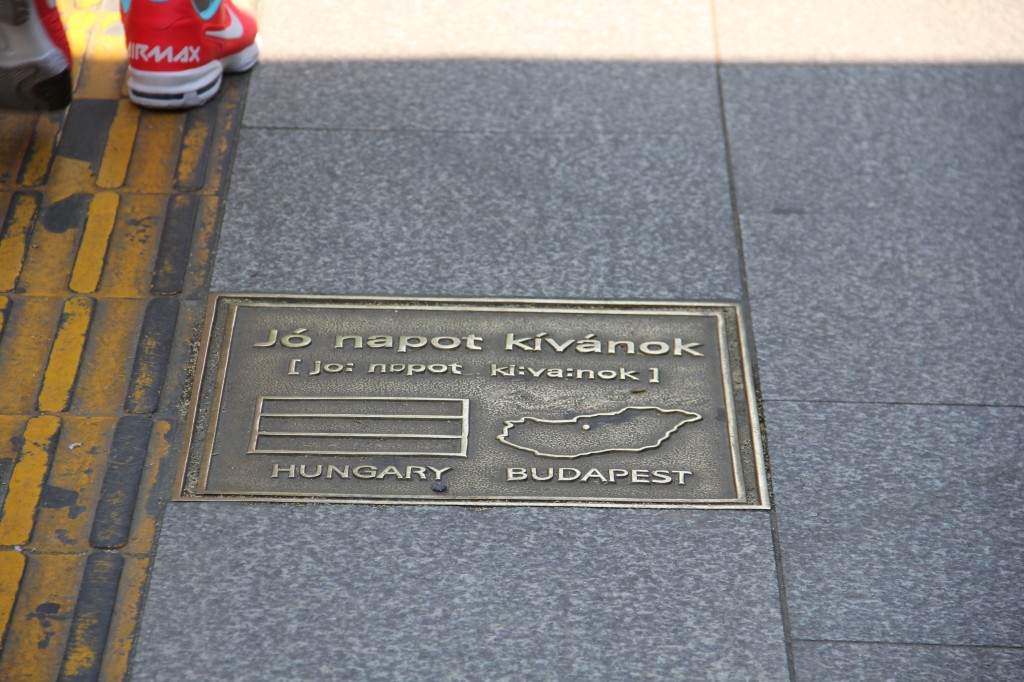 AIRMAX
Jó napot kívánok
[ jo: nɒpot ki:va:nok ]
HUNGARY
BUDAPEST